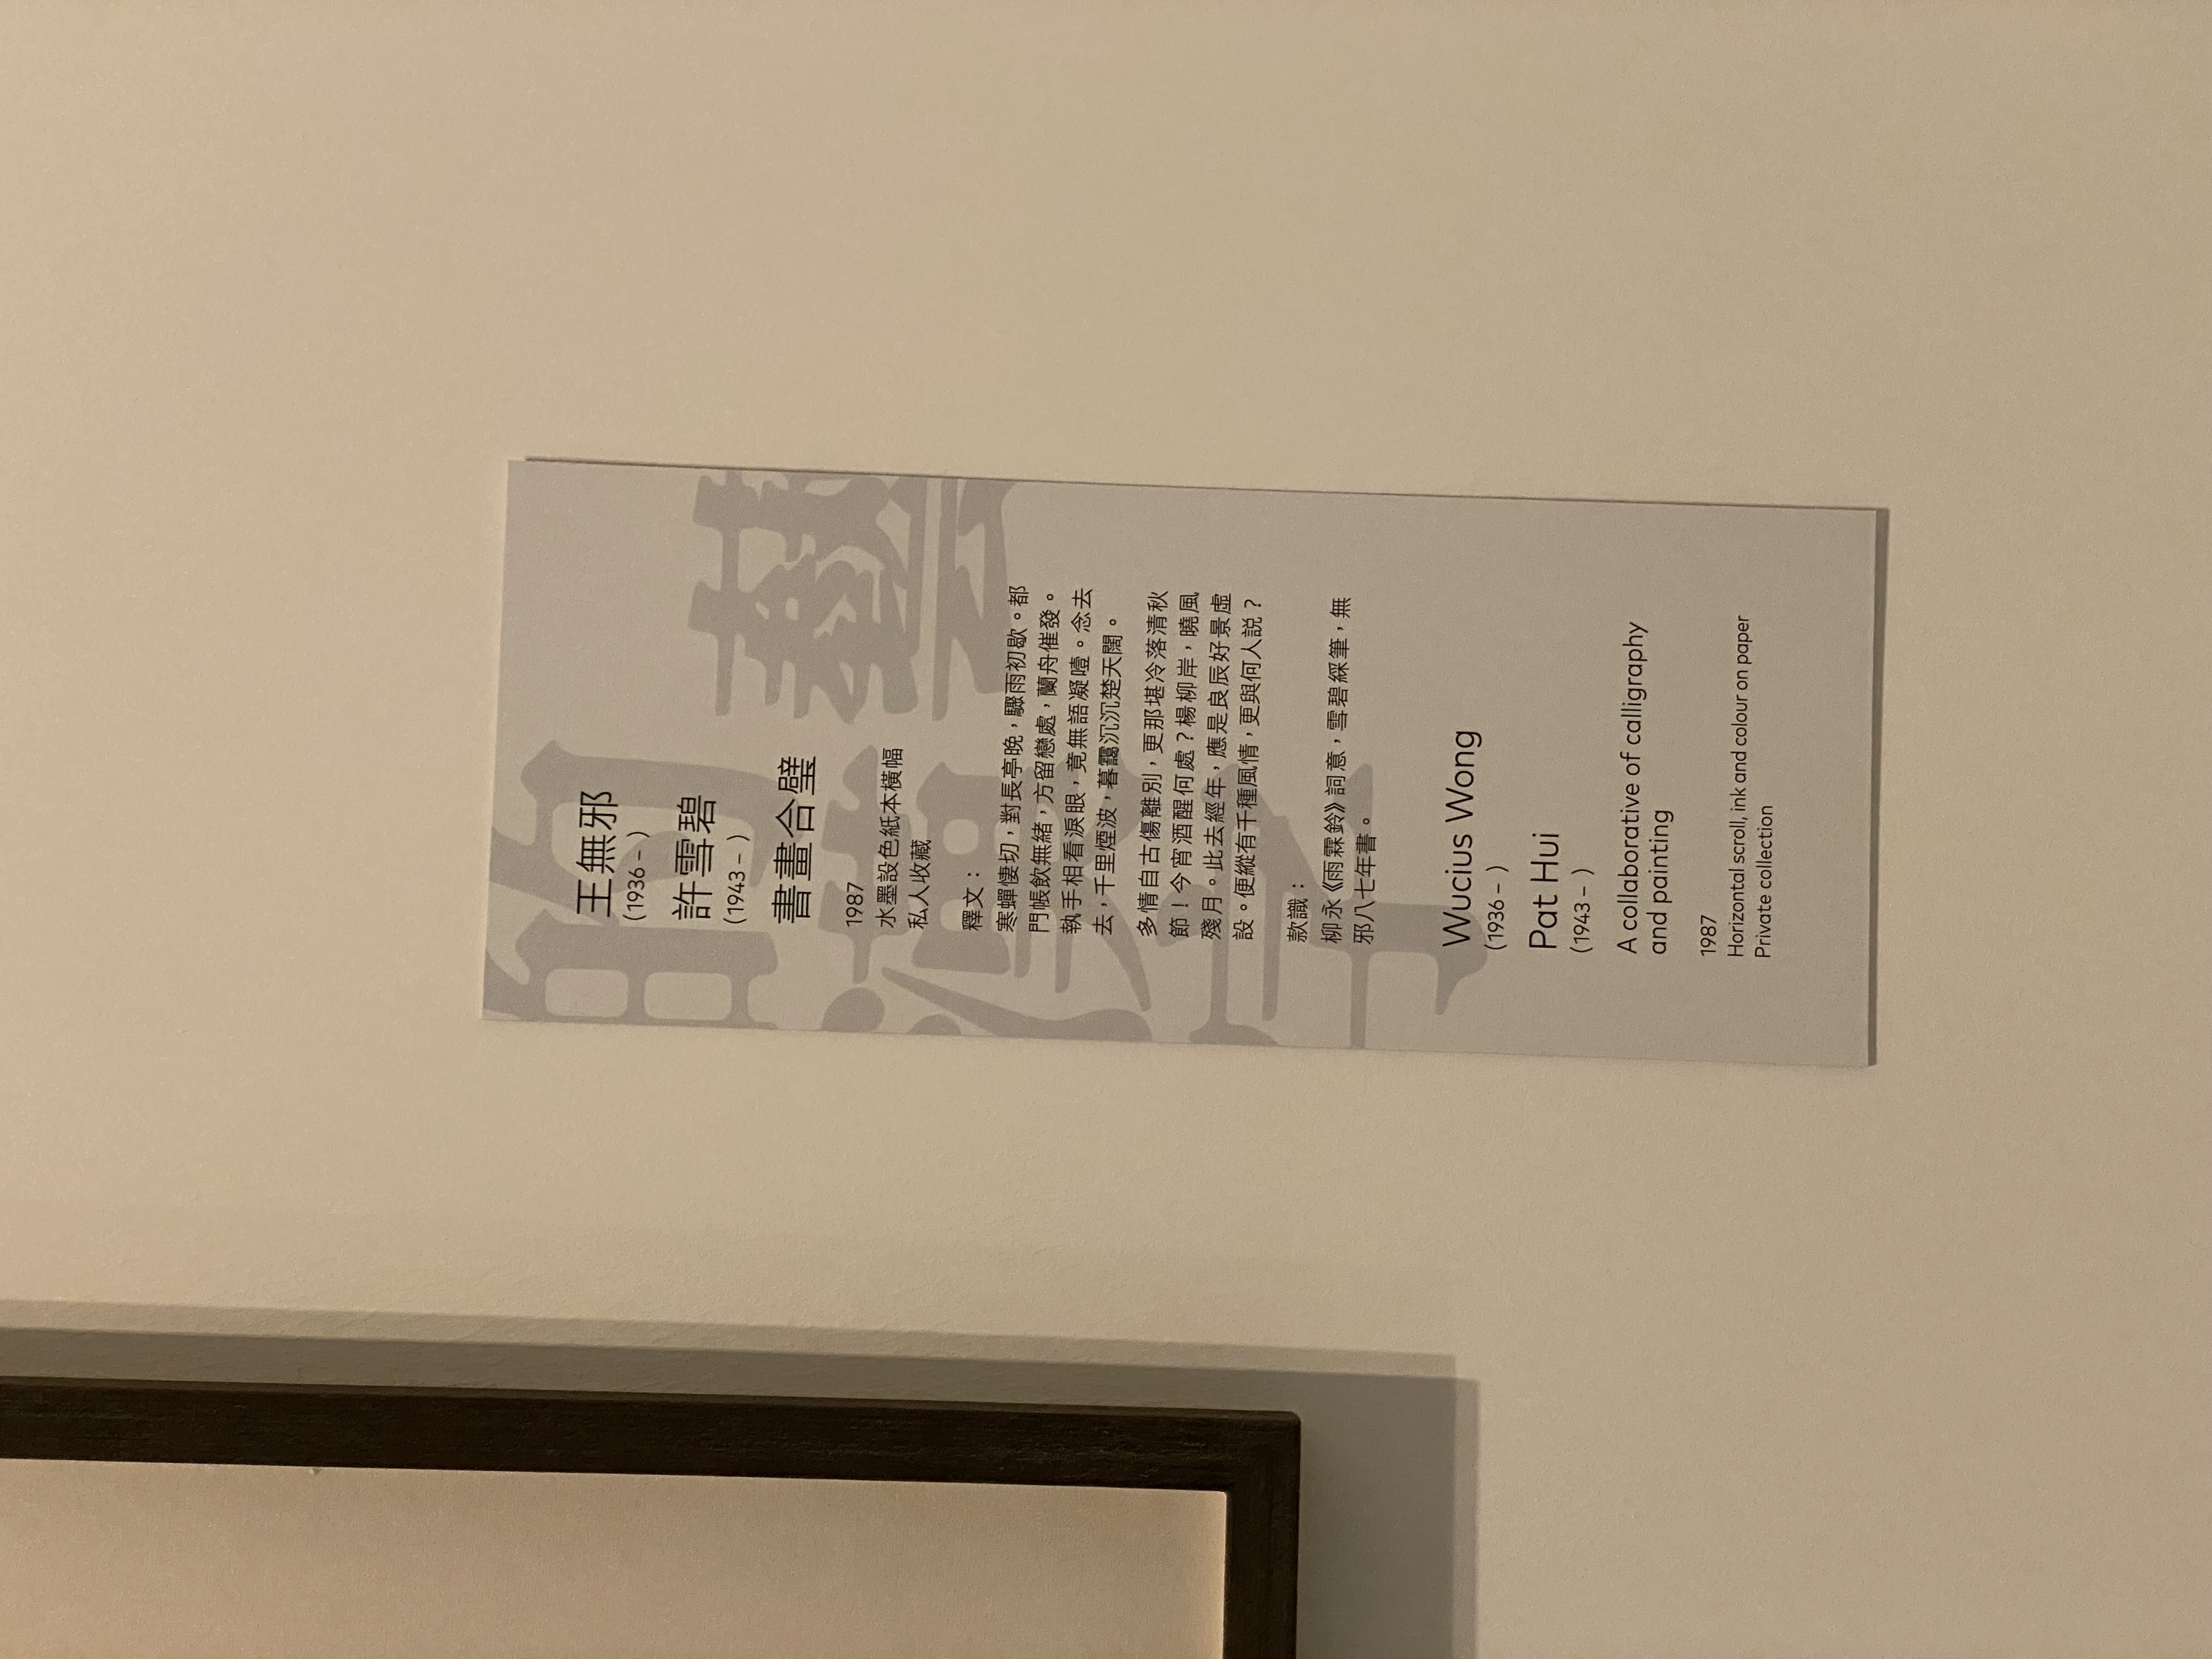 王無邪
（1936 – ）
許雪碧
（1943 – ）
書畫合璧
1987
水墨設色紙本橫幅
私人收藏
釋文：
寒蟬悽切，對長亭晚，驟雨初歇。都
門帳飲無緒，方留戀處，蘭舟催發。
執手相看淚眼，竟無語凝噎。念去
去，千里煙波，暮靄沉沉楚天闊。
多情自古傷離別，更那堪冷落清秋
節！今宵酒醒何處？楊柳岸，曉風
殘月。此去經年，應是良辰好景虛
設。便縱有千種風情，更與何人説？
款識：
柳永《雨霖鈴》詞意，雪碧綵筆，無
邪八七年書。
Wucius Wong
(1936 – )
Pat Hui
(1943 – )
A collaborative of calligraphy
and painting
1987
Horizontal scroll, ink and colour on paper
Private collection